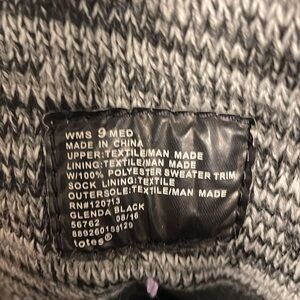 WMS 9 MED
MADE IN CHINA
UPPER:TEXTILE/MAN MADE
LINING:TEXTILE/MAN MADE
W/100% POLYESTER SWEATER TRIM
SOCK LINING:TEXTILE
OUTERSOLE:TEXTILE/MAN MADE
RN#120713
GLENDA BLACK
56762 08/16
889260156129
totes®